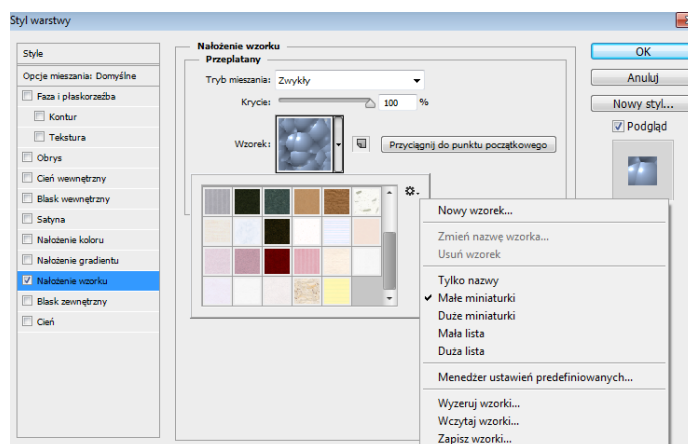 Styl warstwy
Style
Opcje mieszania: Domyślne
Faza i płaskorzeźba
Kontur
Tekstura
Obrys
Cień wewnętrzny
Blask wewnętrzny
Satyna
Nałożenie koloru
Nałożenie gradientu
Nałożenie wzorku
Blask zewnętrzny
Cień
Nałożenie wzorku
Przeplatany
Tryb mieszania: Zwykły
Krycie: 100 %
Wzorek:
Przyciągnij do punktu początkowego
OK
Anuluj
Nowy styl...
Podgląd
Nowy wzorek...
Zmień nazwę wzorka...
Usuń wzorek
Tylko nazwy
Małe miniaturki
Duże miniaturki
Mała lista
Duża lista
Menedżer ustawień predefiniowanych...
Wyzeruj wzorki...
Wczytaj wzorki...
Zapisz wzorki...